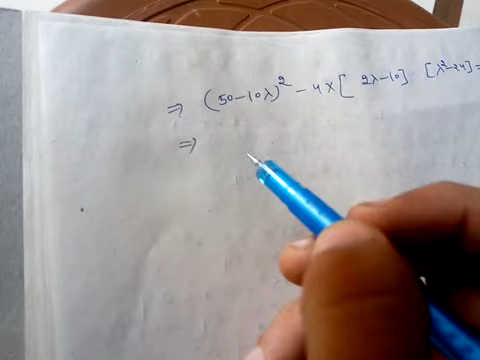 ⇒ (50-10λ)² - 4×[ 2λ-10] [λ²-24] =
⇒